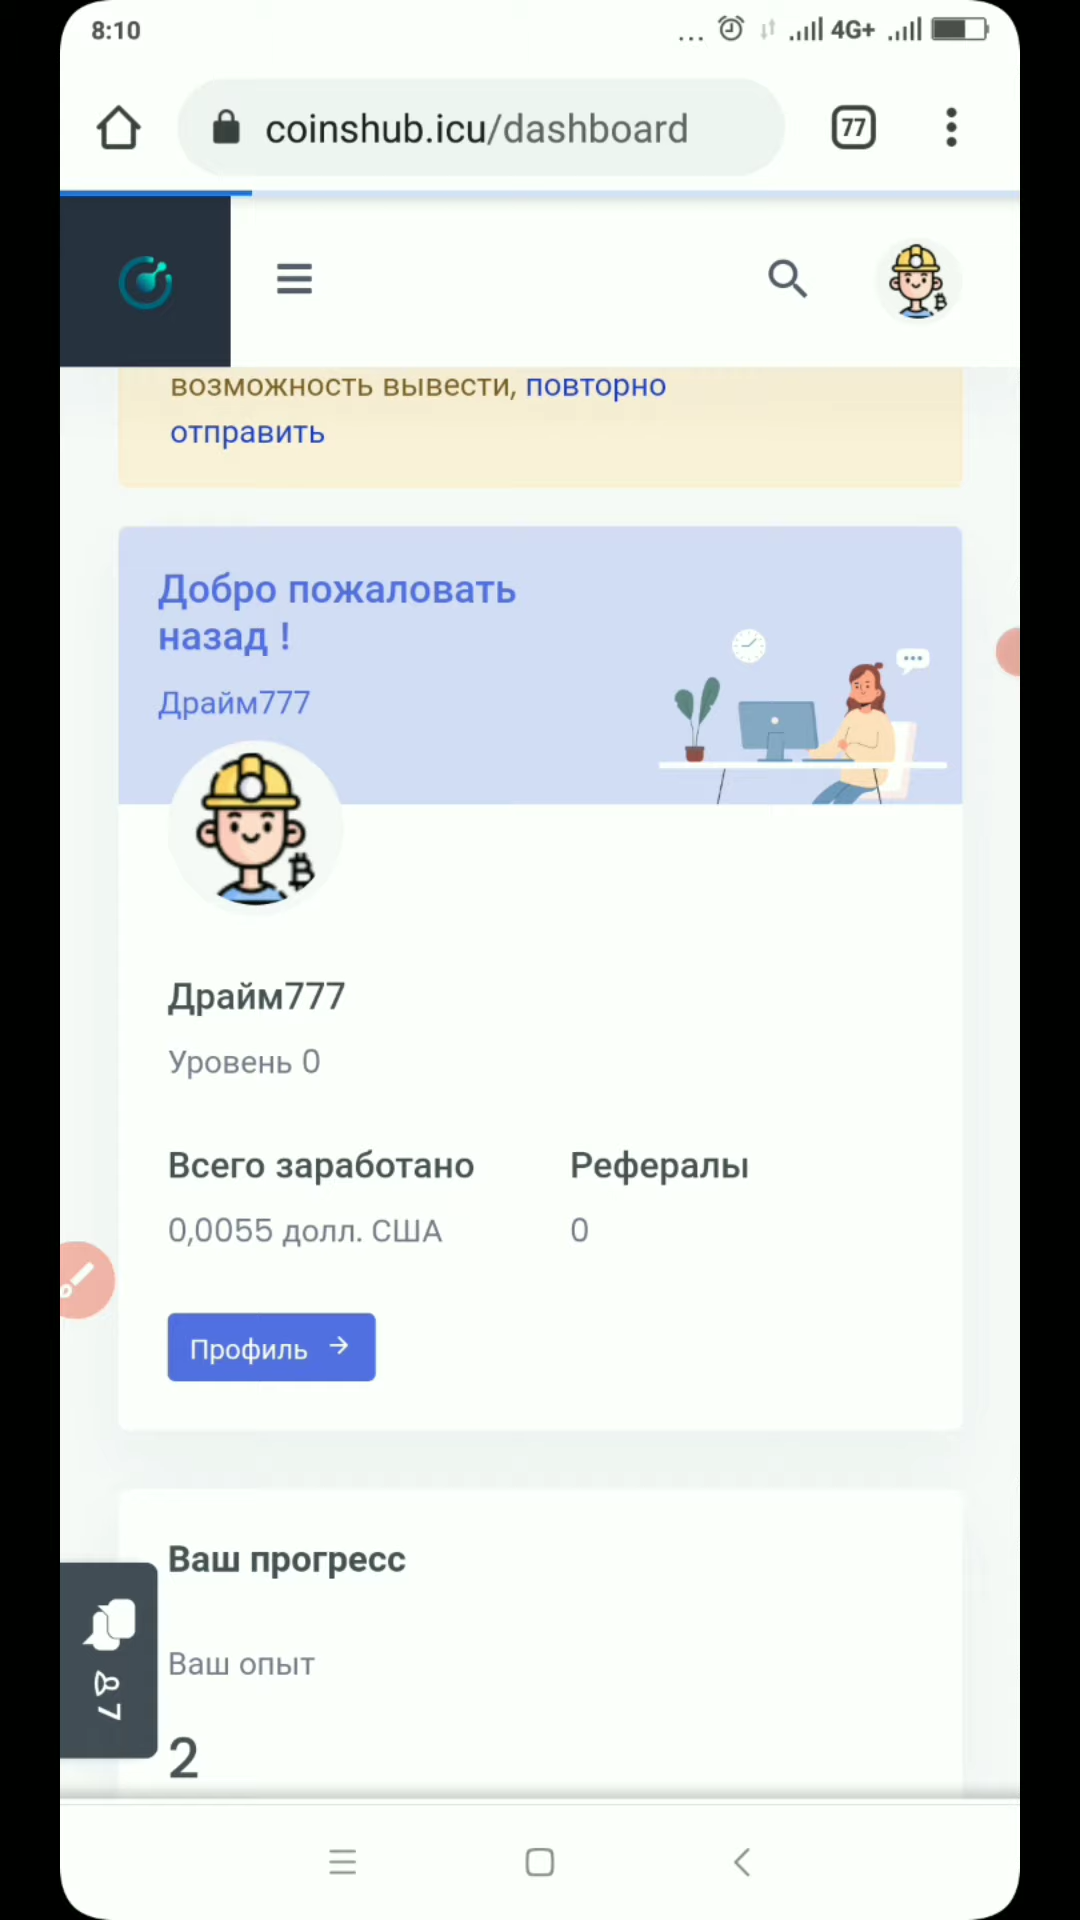 8:10
... 4G+
coinshub.icu/dashboard
77
возможность вывести, повторно
отправить
Добро пожаловать
назад !
Драйм777
Драйм777
Уровень 0
Всего заработано
Рефералы
0,0055 долл. США
0
Профиль →
Ваш прогресс
Ваш опыт
7
2